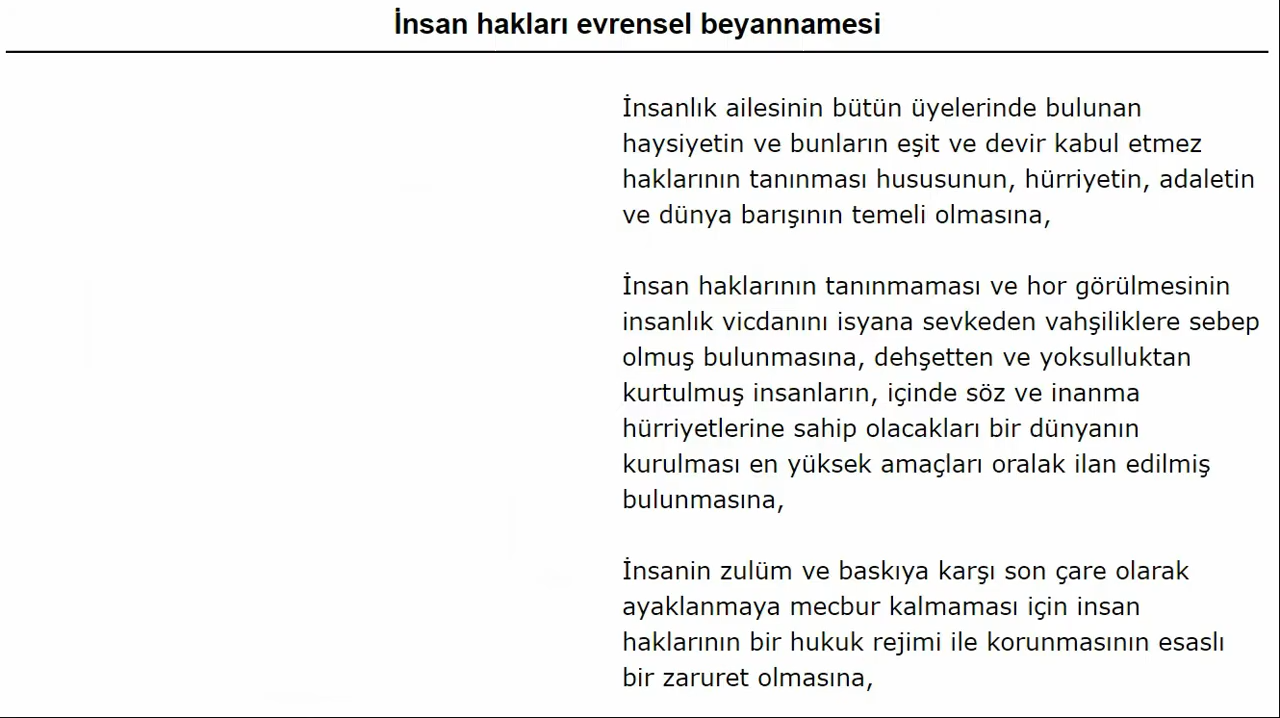 İnsan hakları evrensel beyannamesi
İnsanlık ailesinin bütün üyelerinde bulunan
haysiyetin ve bunların eşit ve devir kabul etmez
haklarının tanınması hususunun, hürriyetin, adaletin
ve dünya barışının temeli olmasına,
İnsan haklarının tanınmaması ve hor görülmesinin
insanlık vicdanını isyana sevkeden vahşiliklere sebep
olmuş bulunmasına, dehşetten ve yoksulluktan
kurtulmuş insanların, içinde söz ve inanma
hürriyetlerine sahip olacakları bir dünyanın
kurulması en yüksek amaçları oralak ilan edilmiş
bulunmasına,
İnsanin zulüm ve baskıya karşı son çare olarak
ayaklanmaya mecbur kalmaması için insan
haklarının bir hukuk rejimi ile korunmasının esaslı
bir zaruret olmasına,